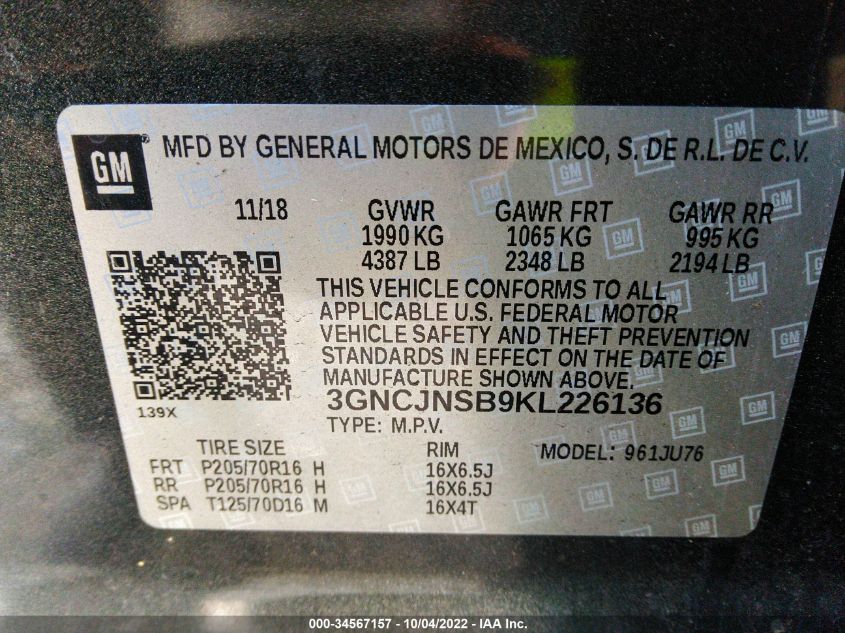 GM
MFD BY GENERAL MOTORS DE MEXICO, S. DE R.L. DE C.V.
11/18 GVWR GAWR FRT GAWR RR
1990 KG 1065 KG 995 KG
4387 LB 2348 LB 2194 LB
THIS VEHICLE CONFORMS TO ALL
APPLICABLE U.S. FEDERAL MOTOR
VEHICLE SAFETY AND THEFT PREVENTION
STANDARDS IN EFFECT ON THE DATE OF
MANUFACTURE SHOWN ABOVE.
139X
3GNCJNSB9KL226136
TYPE: M.P.V.
TIRE SIZE RIM MODEL: 961JU76
FRT P205/70R16 H 16X6.5J
RR P205/70R16 H 16X6.5J
SPA T125/70D16 M 16X4T
000-34567157 - 10/04/2022 - IAA Inc.